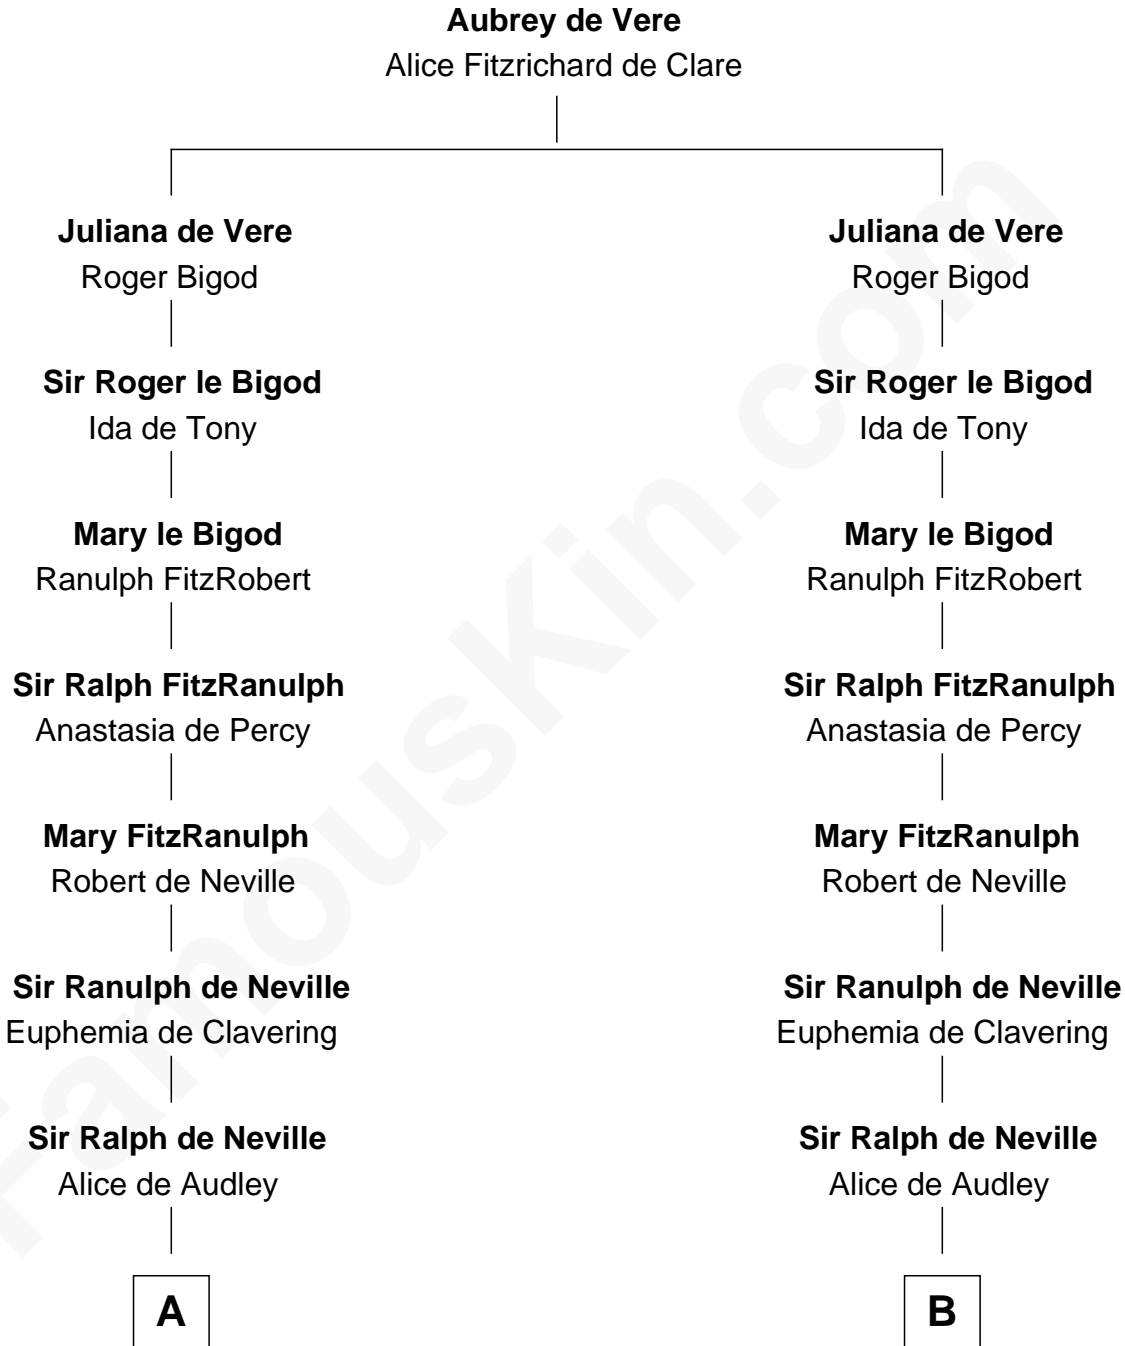 Aubrey de Vere
Alice Fitzrichard de Clare
Juliana de Vere
Roger Bigod
Sir Roger le Bigod
Ida de Tony
Mary le Bigod
Ranulph FitzRobert
Sir Ralph FitzRanulph
Anastasia de Percy
Mary FitzRanulph
Robert de Neville
Sir Ranulph de Neville
Euphemia de Clavering
Sir Ralph de Neville
Alice de Audley
A
Juliana de Vere
Roger Bigod
Sir Roger le Bigod
Ida de Tony
Mary le Bigod
Ranulph FitzRobert
Sir Ralph FitzRanulph
Anastasia de Percy
Mary FitzRanulph
Robert de Neville
Sir Ranulph de Neville
Euphemia de Clavering
Sir Ralph de Neville
Alice de Audley
B
FamousKin.com